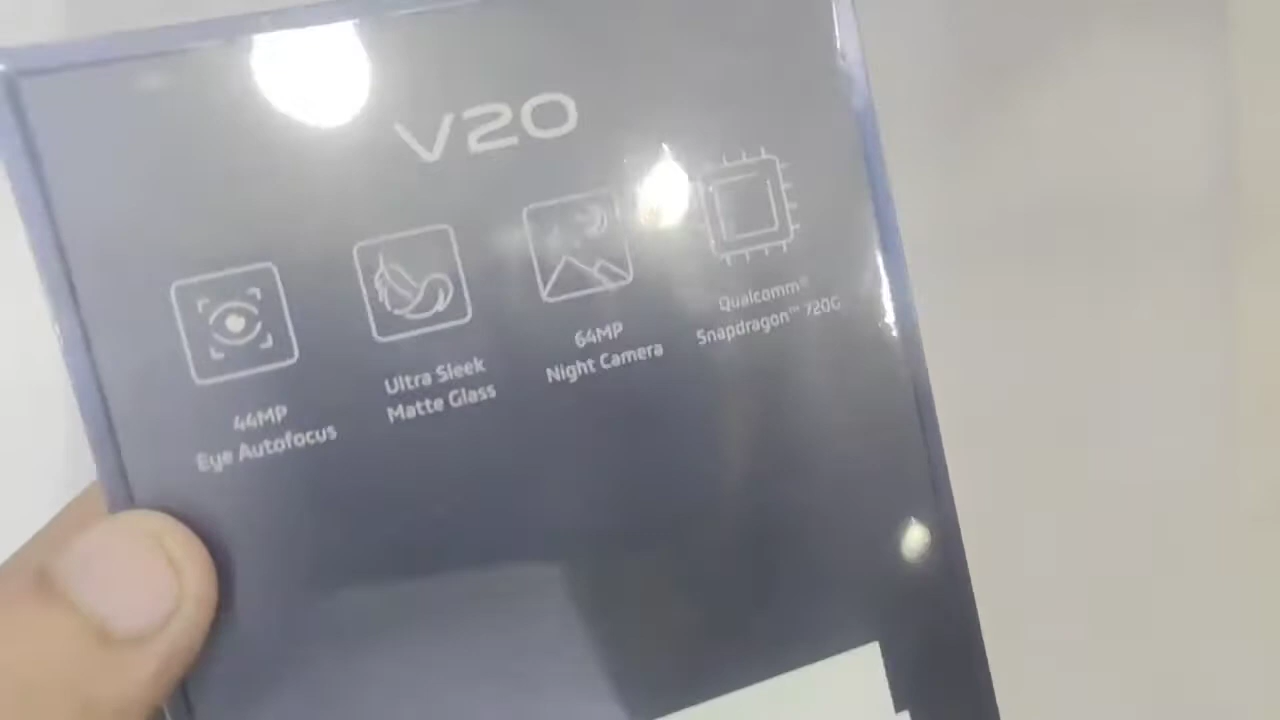 V20
44MP
Eye Autofocus
Ultra Sleek
Matte Glass
64MP
Night Camera
Qualcomm®
Snapdragon™ 720G